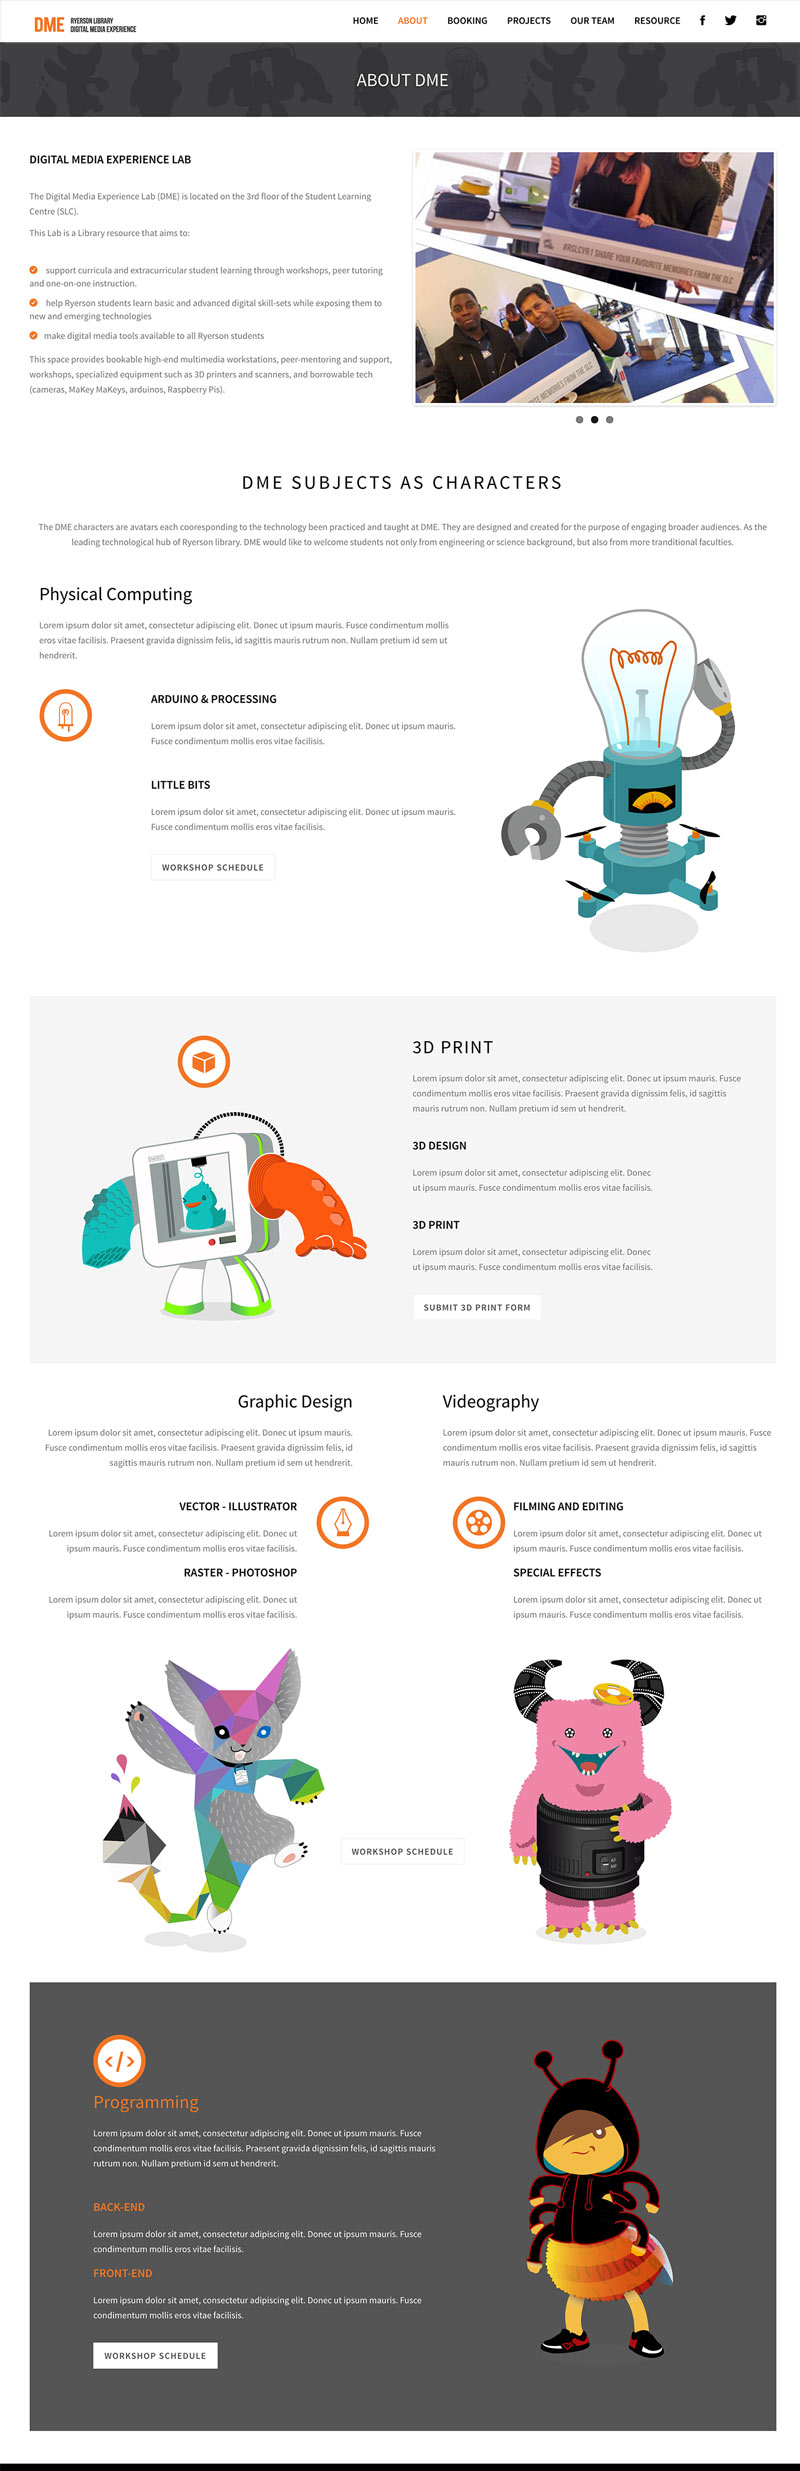 DME RYERSON LIBRARY
DIGITAL MEDIA EXPERIENCE
HOME ABOUT BOOKING PROJECTS OUR TEAM RESOURCE
ABOUT DME
DIGITAL MEDIA EXPERIENCE LAB
The Digital Media Experience Lab (DME) is located on the 3rd floor of the Student Learning
Centre (SLC).
This Lab is a Library resource that aims to:
support curricula and extracurricular student learning through workshops, peer tutoring
and one-on-one instruction.
help Ryerson students learn basic and advanced digital skill-sets while exposing them to
new and emerging technologies
make digital media tools available to all Ryerson students
This space provides bookable high-end multimedia workstations, peer-mentoring and support,
workshops, specialized equipment such as 3D printers and scanners, and borrowable tech
(cameras, MaKey MaKeys, arduinos, Raspberry Pis).
#RSLCYR1 SHARE YOUR FAVOURITE MEMORIES FROM THE SLC
MEMORIES FROM THE SLC
DME SUBJECTS AS CHARACTERS
The DME characters are avatars each cooresponding to the technology been practiced and taught at DME. They are designed and created for the purpose of engaging broader audiences. As the
leading technological hub of Ryerson library. DME would like to welcome students not only from engineering or science background, but also from more tranditional faculties.
Physical Computing
Lorem ipsum dolor sit amet, consectetur adipiscing elit. Donec ut ipsum mauris. Fusce condimentum mollis
eros vitae facilisis. Praesent gravida dignissim felis, id sagittis mauris rutrum non. Nullam pretium id sem ut
hendrerit.
ARDUINO & PROCESSING
Lorem ipsum dolor sit amet, consectetur adipiscing elit. Donec ut ipsum mauris.
Fusce condimentum mollis eros vitae facilisis.
LITTLE BITS
Lorem ipsum dolor sit amet, consectetur adipiscing elit. Donec ut ipsum mauris.
Fusce condimentum mollis eros vitae facilisis.
WORKSHOP SCHEDULE
3D PRINT
Lorem ipsum dolor sit amet, consectetur adipiscing elit. Donec ut ipsum mauris. Fusce
condimentum mollis eros vitae facilisis. Praesent gravida dignissim felis, id sagittis
mauris rutrum non. Nullam pretium id sem ut hendrerit.
3D DESIGN
Lorem ipsum dolor sit amet, consectetur adipiscing elit. Donec
ut ipsum mauris. Fusce condimentum mollis eros vitae facilisis.
3D PRINT
Lorem ipsum dolor sit amet, consectetur adipiscing elit. Donec
ut ipsum mauris. Fusce condimentum mollis eros vitae facilisis.
SUBMIT 3D PRINT FORM
Graphic Design
Lorem ipsum dolor sit amet, consectetur adipiscing elit. Donec ut ipsum mauris.
Fusce condimentum mollis eros vitae facilisis. Praesent gravida dignissim felis, id
sagittis mauris rutrum non. Nullam pretium id sem ut hendrerit.
VECTOR - ILLUSTRATOR
Lorem ipsum dolor sit amet, consectetur adipiscing elit. Donec ut
ipsum mauris. Fusce condimentum mollis eros vitae facilisis.
RASTER - PHOTOSHOP
Lorem ipsum dolor sit amet, consectetur adipiscing elit. Donec ut
ipsum mauris. Fusce condimentum mollis eros vitae facilisis.
Videography
Lorem ipsum dolor sit amet, consectetur adipiscing elit. Donec ut ipsum mauris. Fusce
condimentum mollis eros vitae facilisis. Praesent gravida dignissim felis, id sagittis
mauris rutrum non. Nullam pretium id sem ut hendrerit.
FILMING AND EDITING
Lorem ipsum dolor sit amet, consectetur adipiscing elit. Donec ut
ipsum mauris. Fusce condimentum mollis eros vitae facilisis.
SPECIAL EFFECTS
Lorem ipsum dolor sit amet, consectetur adipiscing elit. Donec ut
ipsum mauris. Fusce condimentum mollis eros vitae facilisis.
WORKSHOP SCHEDULE
AF
MF
</>
Programming
Lorem ipsum dolor sit amet, consectetur adipiscing elit. Donec ut ipsum mauris. Fusce
condimentum mollis eros vitae facilisis. Praesent gravida dignissim felis, id sagittis mauris
rutrum non. Nullam pretium id sem ut hendrerit.
BACK-END
Lorem ipsum dolor sit amet, consectetur adipiscing elit. Donec ut ipsum mauris. Fusce
condimentum mollis eros vitae facilisis.
FRONT-END
Lorem ipsum dolor sit amet, consectetur adipiscing elit. Donec ut ipsum mauris. Fusce
condimentum mollis eros vitae facilisis.
WORKSHOP SCHEDULE